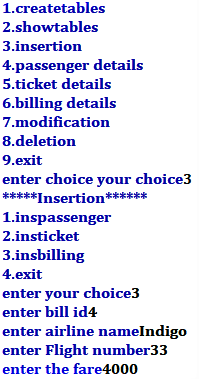 1.createtables
2.showtables
3.insertion
4.passenger details
5.ticket details
6.billing details
7.modification
8.deletion
9.exit
enter choice your choice3
*****Insertion******
1.inspassenger
2.insticket
3.insbilling
4.exit
enter your choice3
enter bill id4
enter airline nameIndigo
enter Flight number33
enter the fare4000